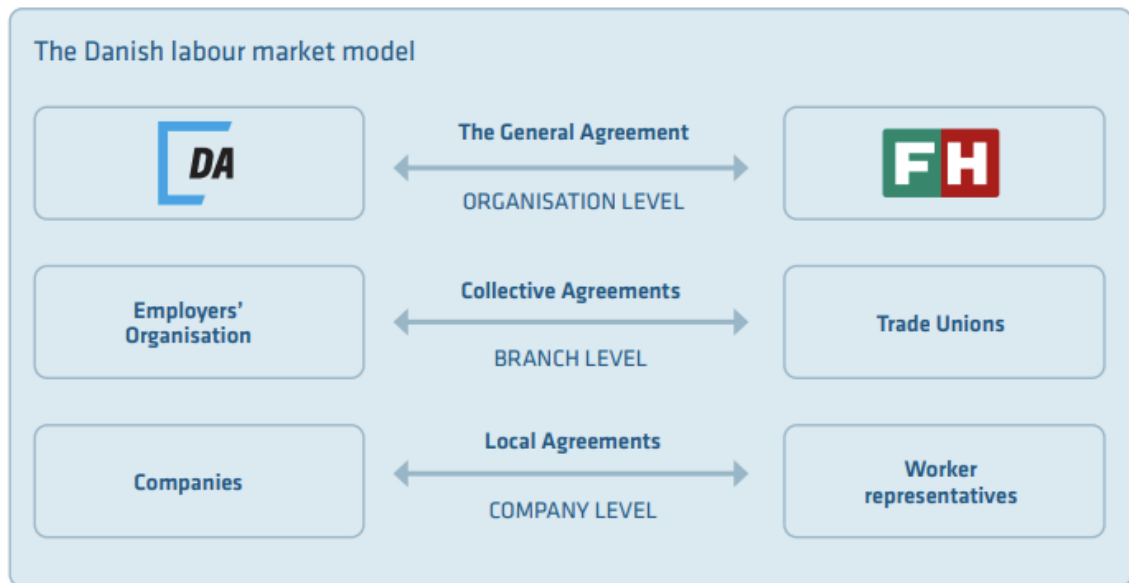 The Danish labour market model
DA
The General Agreement
ORGANISATION LEVEL
FH
Employers’
Organisation
Collective Agreements
BRANCH LEVEL
Trade Unions
Companies
Local Agreements
COMPANY LEVEL
Worker
representatives